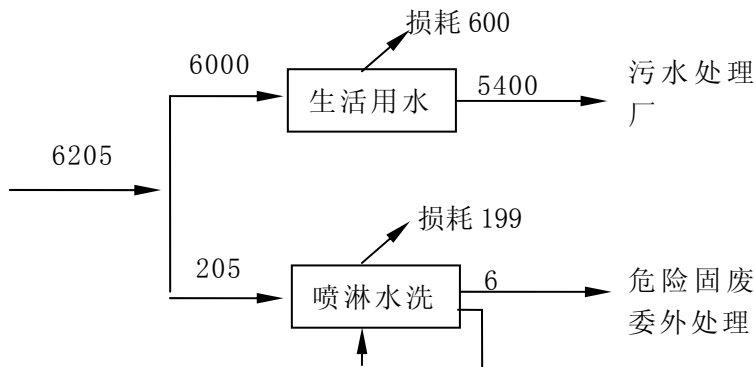 损耗 600
6000
生活用水
5400
污水处理
厂
6205
损耗 199
205
喷淋水洗
6
危险固废
委外处理